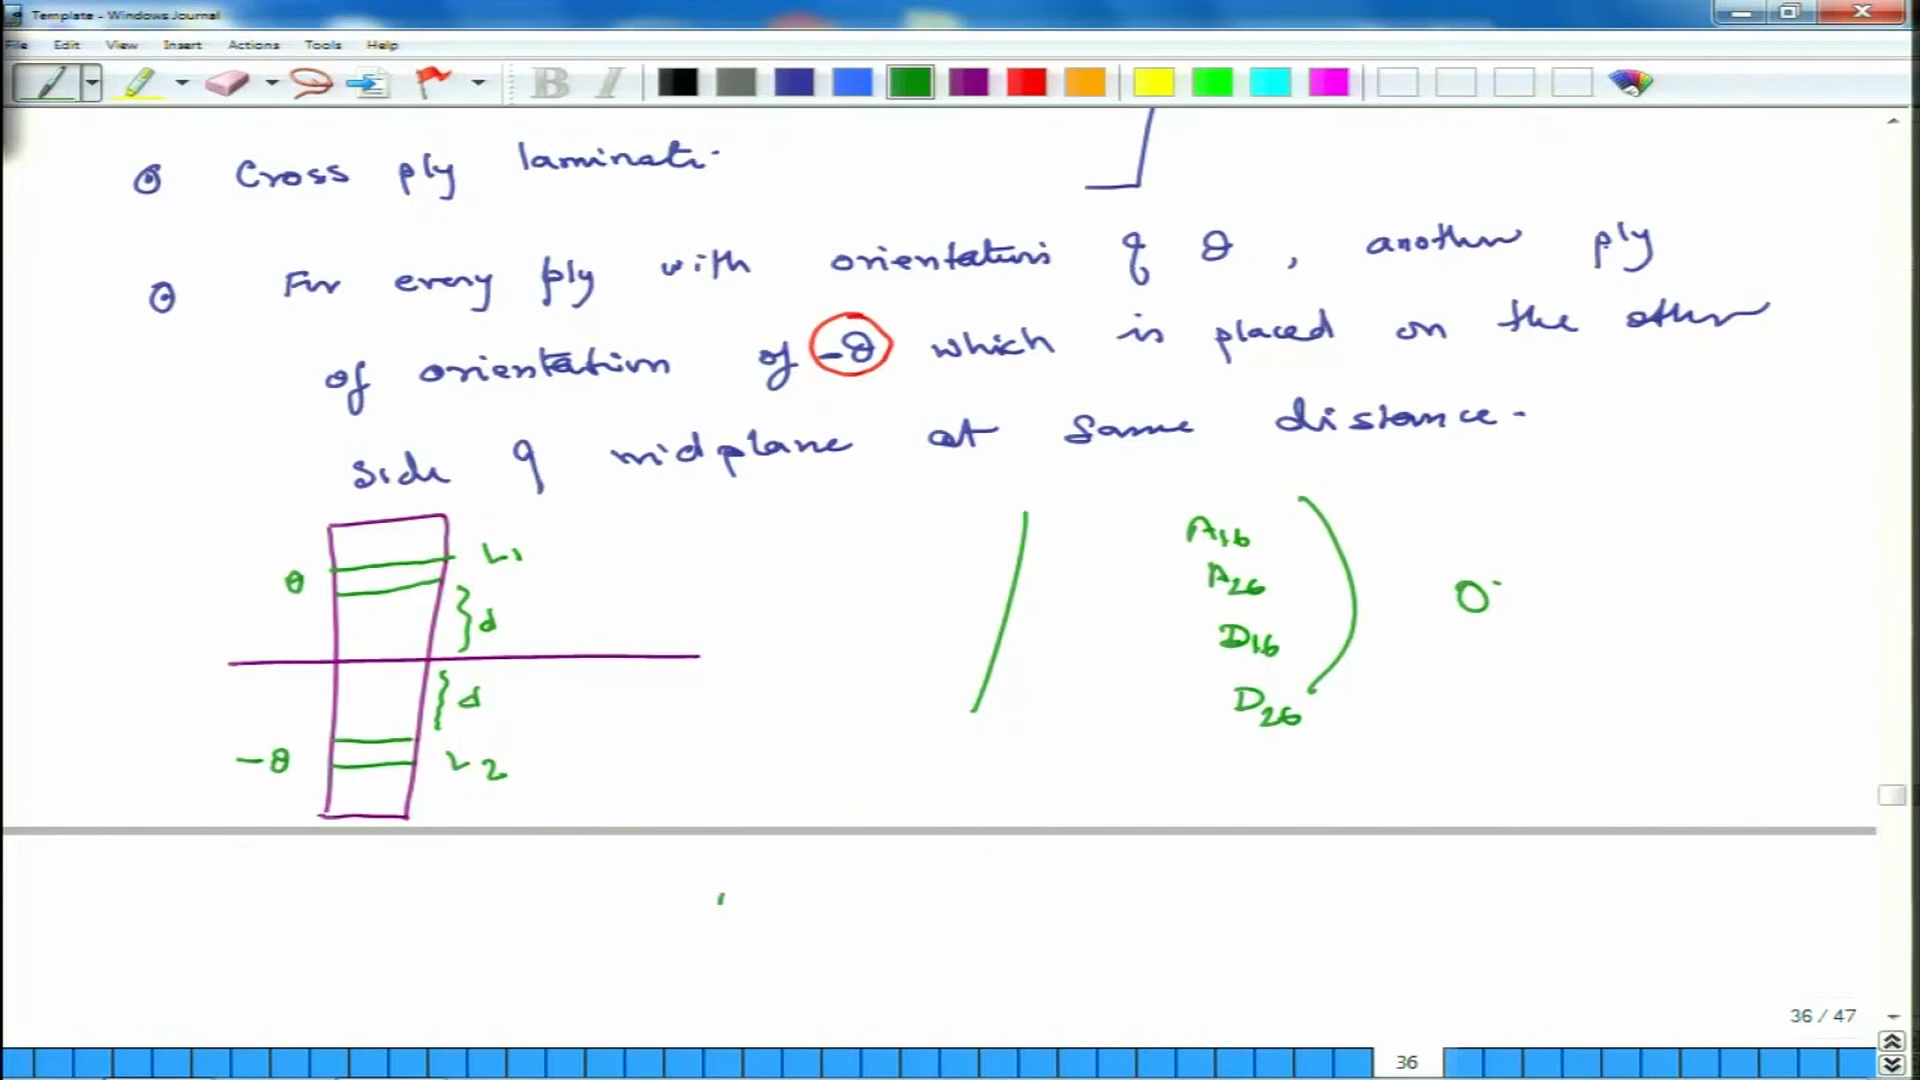 Template - Windows Journal
File Edit View Insert Actions Tools Help
B I
Cross ply laminate.
For every ply with orientation of θ, another ply
of orientation of -θ which is placed on the other
side of midplane at same distance.
θ L1
d
d
-θ L2
A16
A26
D16
D26
0
36 / 47
36